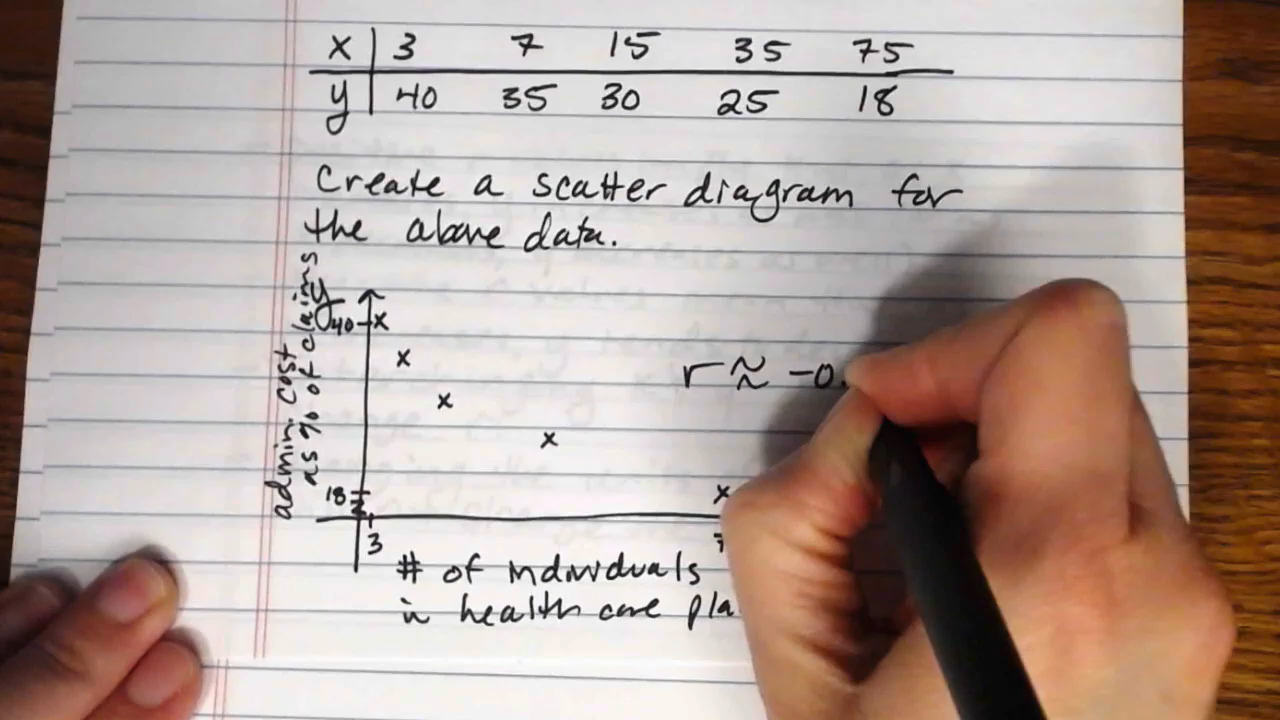 x 3 7 15 35 75
y 40 35 30 25 18
Create a scatter diagram for
the above data.
y
40
18
admin. cost
as % of claims
r ≈ -0.
3 7
# of individuals
in health care pla